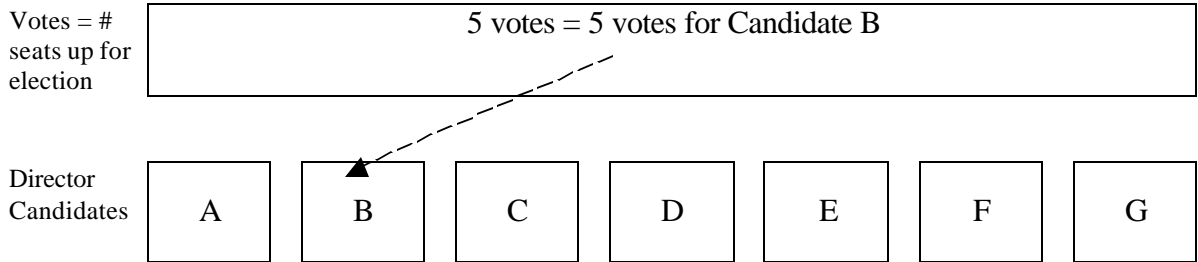 Votes = #
seats up for
election
5 votes = 5 votes for Candidate B
Director
Candidates
A B C D E F G